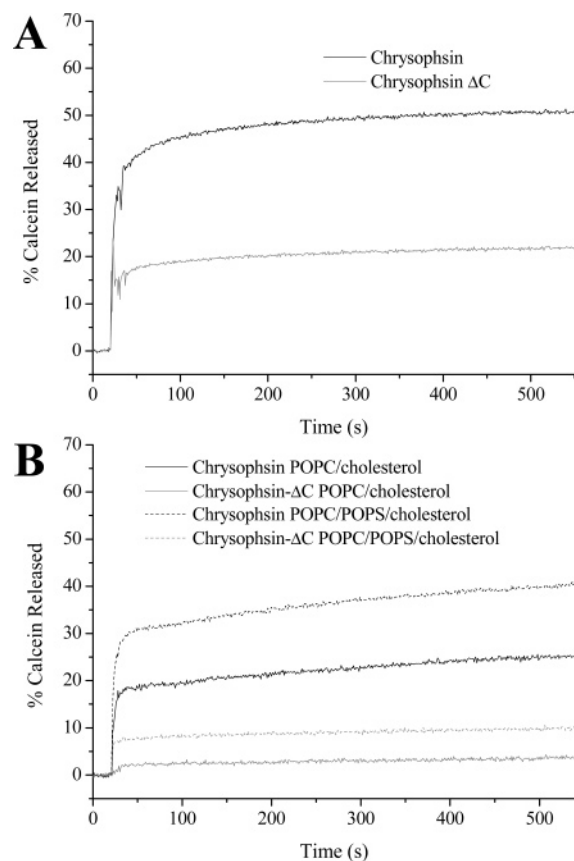 A
70
60
50
40
30
20
10
0
% Calcein Released
Chrysophsin
Chrysophsin ΔC
0 100 200 300 400 500
Time (s)
B
70
60
50
40
30
20
10
0
% Calcein Released
Chrysophsin POPC/cholesterol
Chrysophsin-ΔC POPC/cholesterol
Chrysophsin POPC/POPS/cholesterol
Chrysophsin-ΔC POPC/POPS/cholesterol
0 100 200 300 400 500
Time (s)